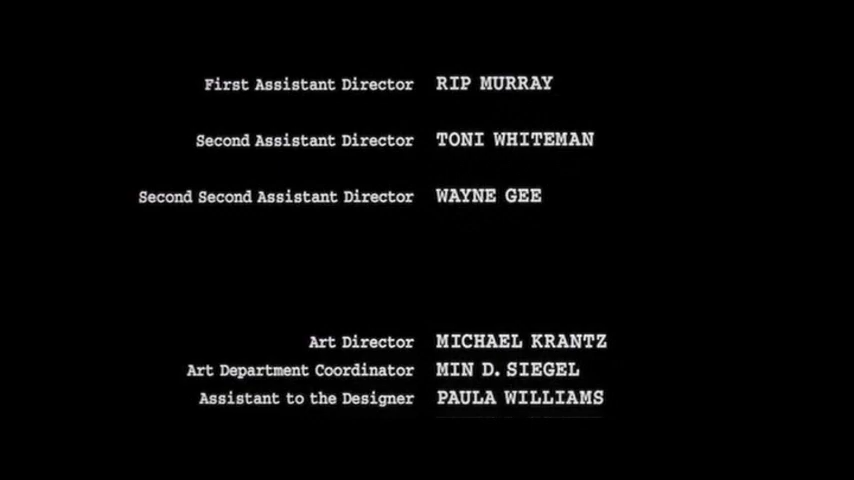 First Assistant Director RIP MURRAY
Second Assistant Director TONI WHITEMAN
Second Second Assistant Director WAYNE GEE
Art Director MICHAEL KRANTZ
Art Department Coordinator MIN D. SIEGEL
Assistant to the Designer PAULA WILLIAMS